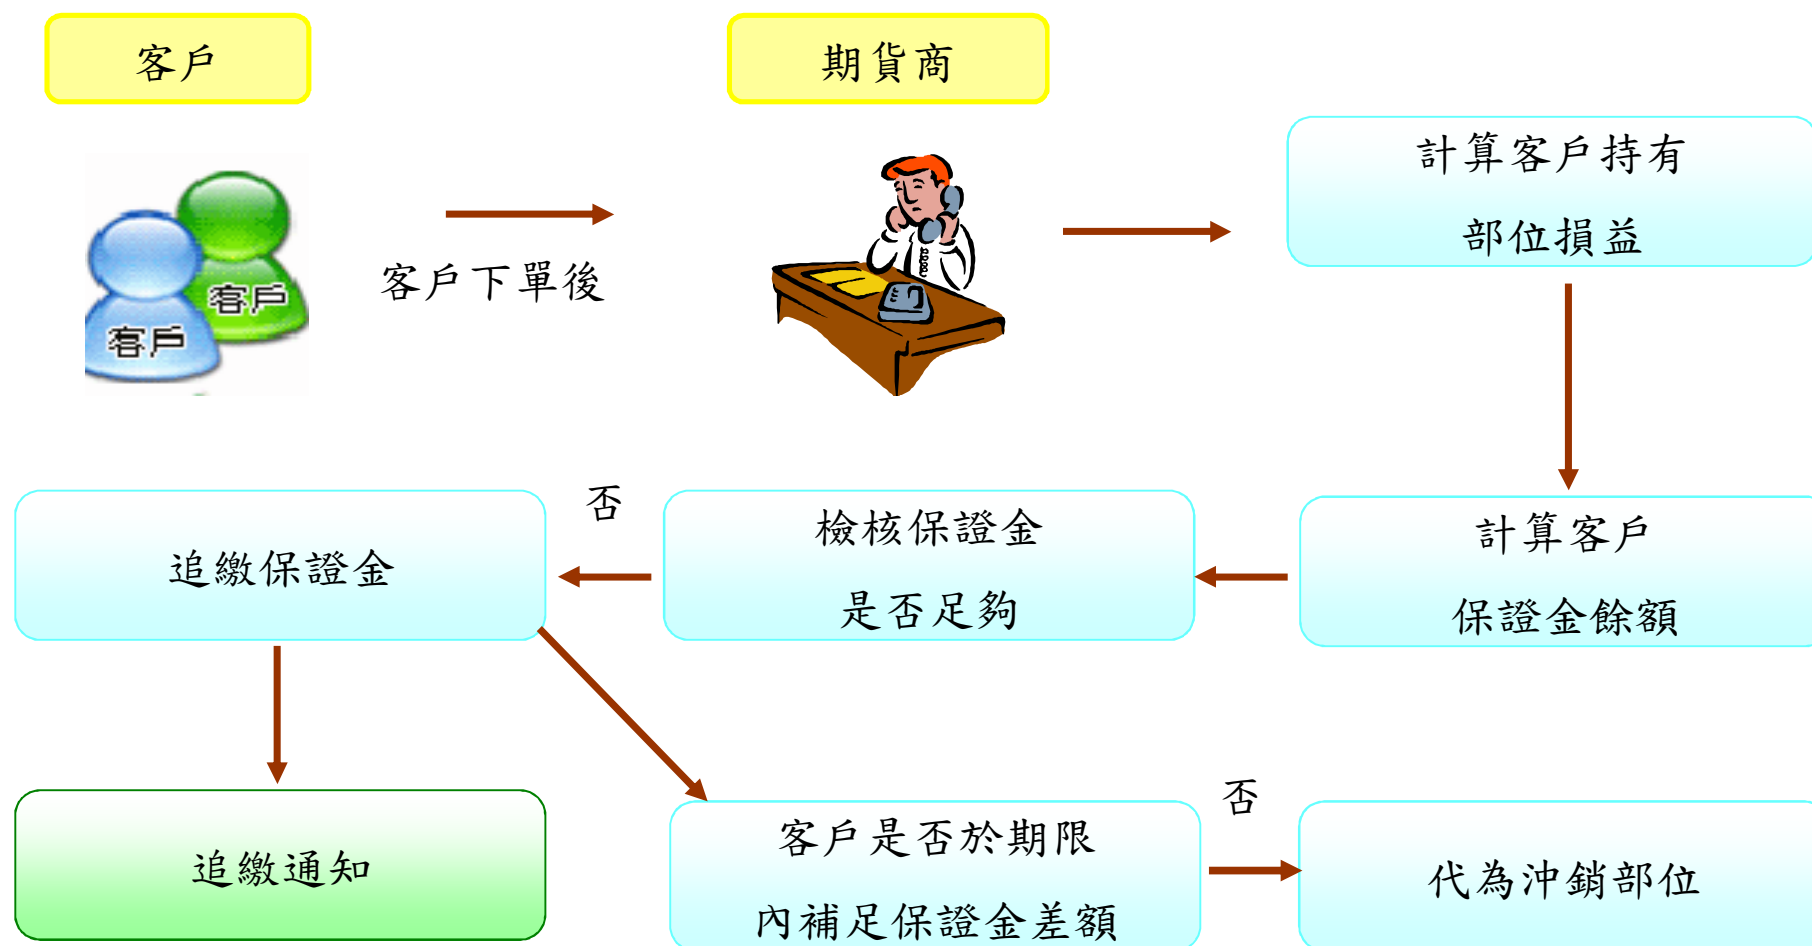 客戶
期貨商
客戶
客戶
客戶下單後
計算客戶持有
部位損益
計算客戶
保證金餘額
檢核保證金
是否足夠
否
追繳保證金
追繳通知
客戶是否於期限
內補足保證金差額
否
代為沖銷部位